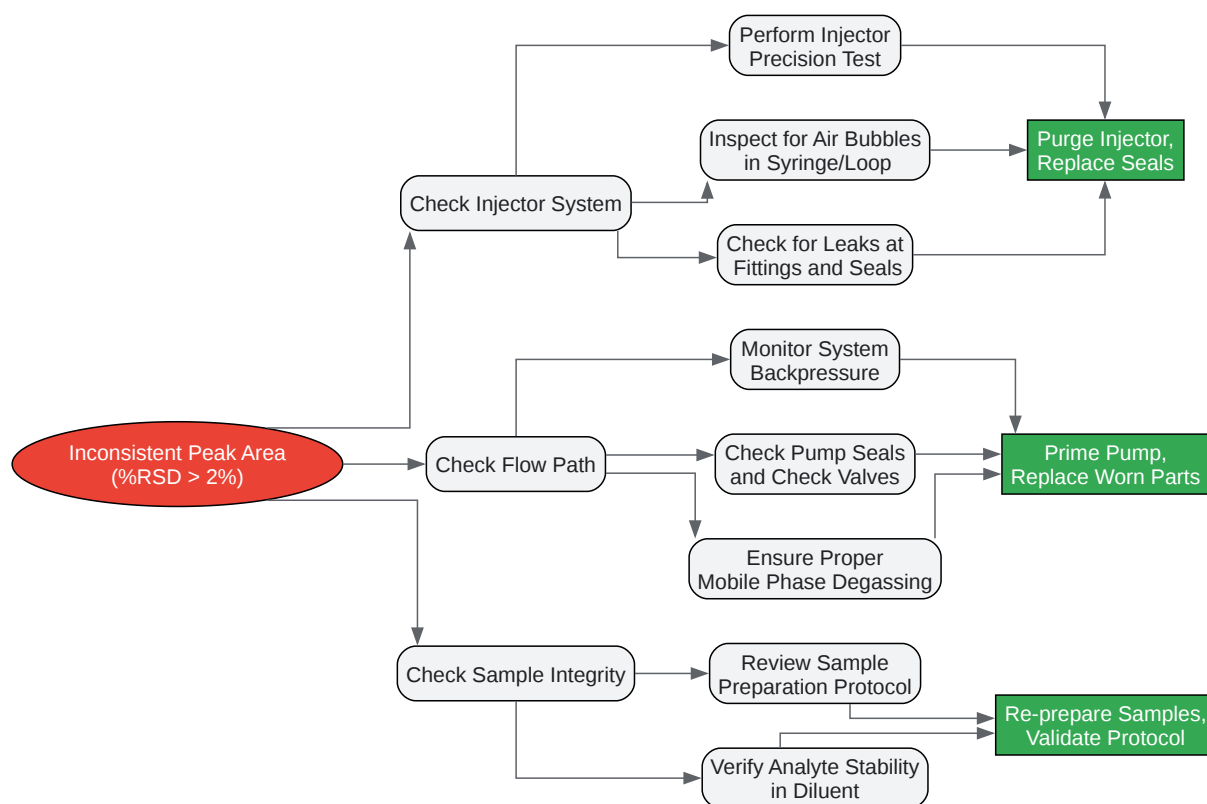 Perform Injector
Precision Test
Inspect for Air Bubbles
in Syringe/Loop
Purge Injector,
Replace Seals
Check Injector System
Check for Leaks at
Fittings and Seals
Monitor System
Backpressure
Inconsistent Peak Area
(%RSD > 2%)
Check Flow Path
Check Pump Seals
and Check Valves
Prime Pump,
Replace Worn Parts
Ensure Proper
Mobile Phase Degassing
Check Sample Integrity
Review Sample
Preparation Protocol
Re-prepare Samples,
Validate Protocol
Verify Analyte Stability
in Diluent